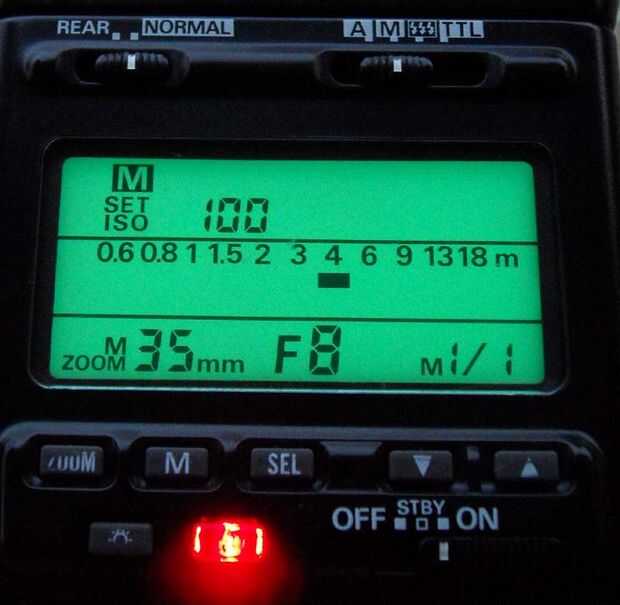 REAR NORMAL A M TTL
M
SET
ISO 100
0.6 0.8 1 1.5 2 3 4 6 9 13 18 m
M ZOOM 35mm F8 M 1/1
ZOOM M SEL
OFF STBY ON